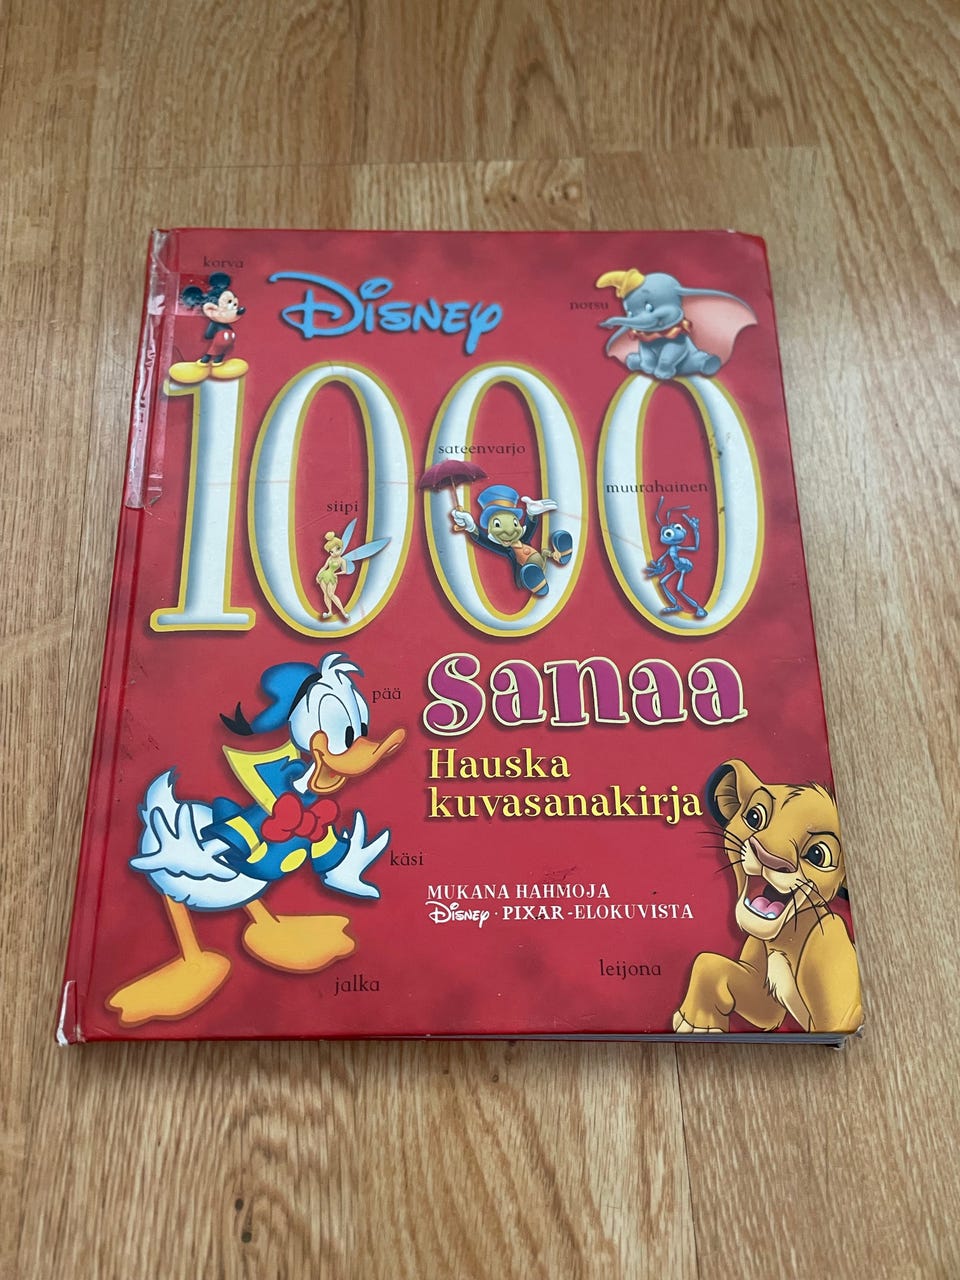 korva
Disney
norsu
1000
sateenvarjo
muurahainen
siipi
pää
sanaa
Hauska
kuvasanakirja
käsi
MUKANA HAHMOJA
Disney · PIXAR -ELOKUVISTA
leijona
jalka